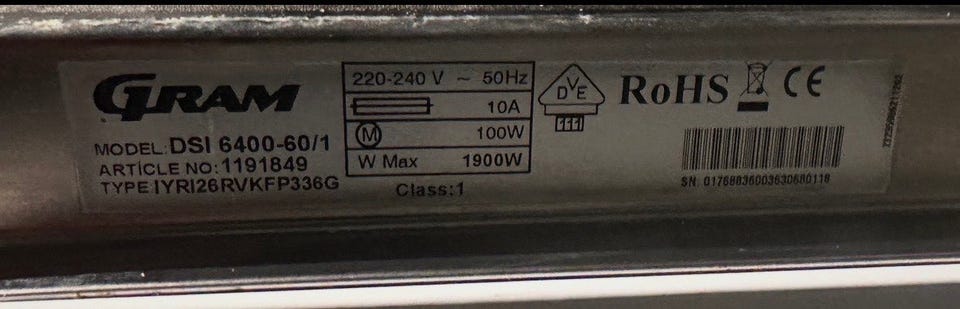 GRAM
MODEL: DSI 6400-60/1
ARTICLE NO: 1191849
TYPE: IYRI26RVKFP336G
220-240 V ~ 50Hz
10A
M 100W
W Max 1900W
Class:1
DVE
RoHS CE
SN: 01768836003630680118